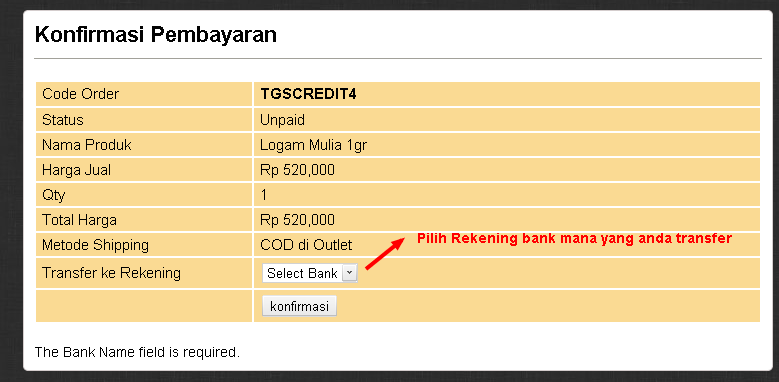 Konfirmasi Pembayaran
Code Order TGSCREDIT4
Status Unpaid
Nama Produk Logam Mulia 1gr
Harga Jual Rp 520,000
Qty 1
Total Harga Rp 520,000
Metode Shipping COD di Outlet
Pilih Rekening bank mana yang anda transfer
Transfer ke Rekening Select Bank
konfirmasi
The Bank Name field is required.